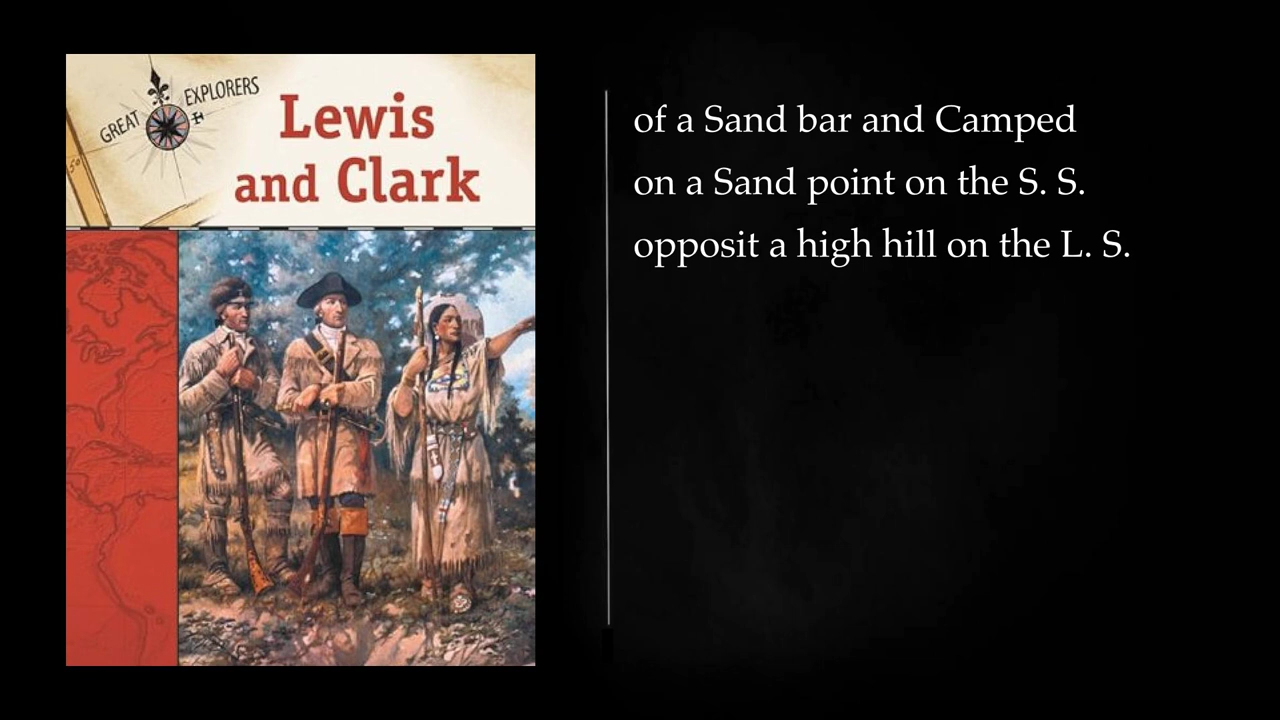 GREAT EXPLORERS
Lewis
and Clark
of a Sand bar and Camped
on a Sand point on the S. S.
opposit a high hill on the L. S.